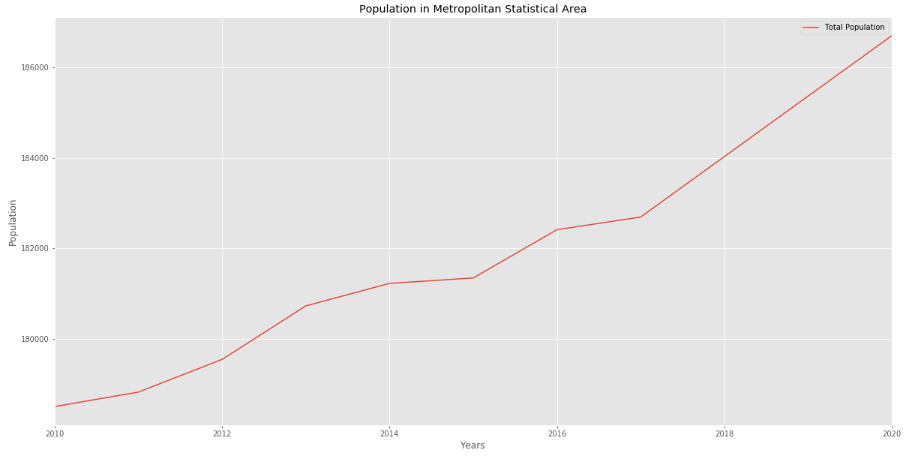 Population in Metropolitan Statistical Area
Total Population
186000
184000
182000
180000
Population
2010
2012
2014
2016
2018
2020
Years